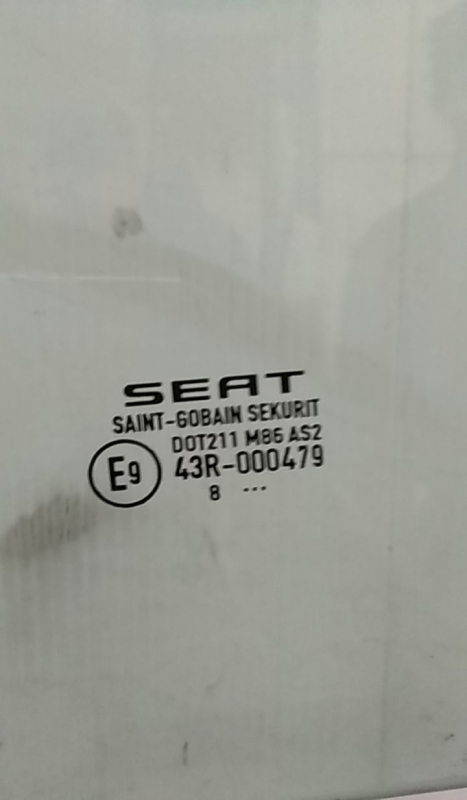 SEAT
SAINT-GOBAIN SEKURIT
DOT211 M86 AS2
E9 43R-000479
8 ...